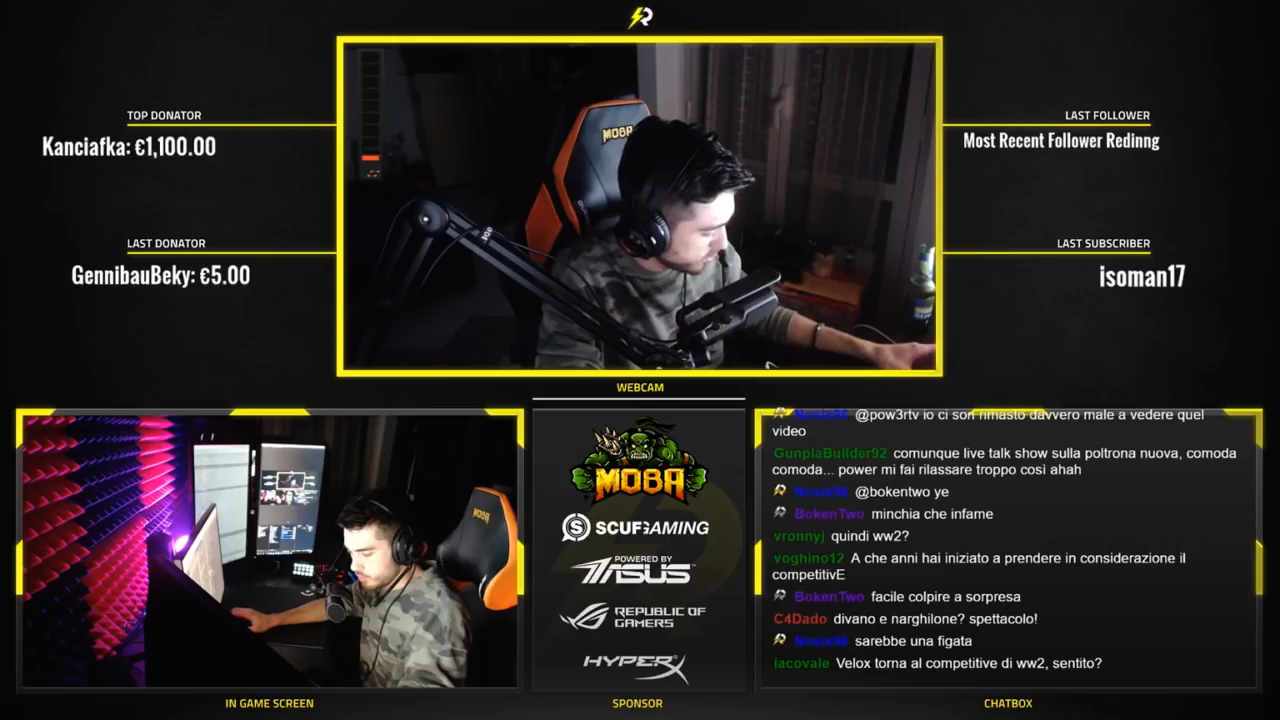 TOP DONATOR
Kanciafka: €1,100.00
LAST DONATOR
GennibauBeky: €5.00
LAST FOLLOWER
Most Recent Follower Redinng
LAST SUBSCRIBER
isoman17
MOBA
WEBCAM
MOBA
IN GAME SCREEN
MOBA
SCUFGAMING
POWERED BY
ASUS
REPUBLIC OF
GAMERS
HYPERX
SPONSOR
Nosix96 @pow3rtv io ci son rimasto davvero male a vedere quel
video
GunplaBuilder92 comunque live talk show sulla poltrona nuova, comoda
comoda... power mi fai rilassare troppo così ahah
Nosix96 @bokentwo ye
BokenTwo minchia che infame
vronnyj quindi ww2?
voghino12 A che anni hai iniziato a prendere in considerazione il
competitivE
BokenTwo facile colpire a sorpresa
C4Dado divano e narghilone? spettacolo!
Nosix96 sarebbe una figata
iacovale Velox torna al competitive di ww2, sentito?
CHATBOX